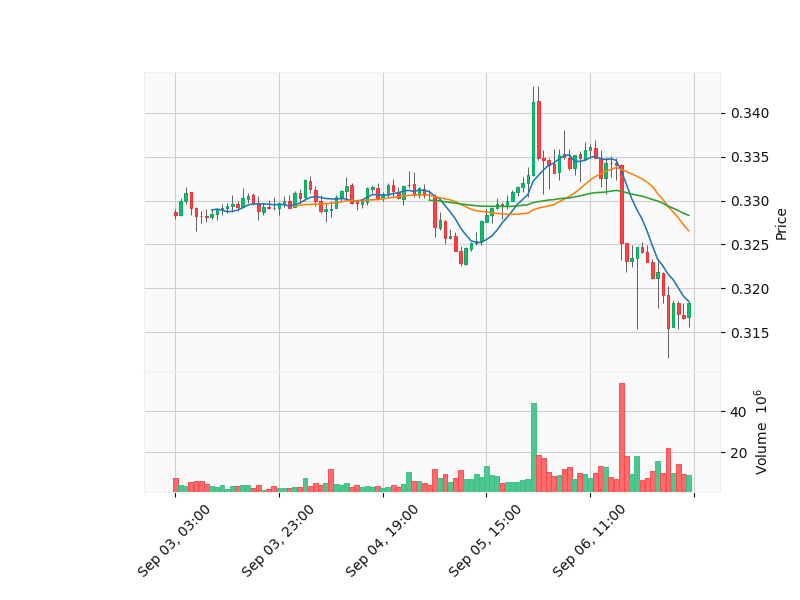 0.340
0.335
0.330
0.325
0.320
0.315
Price
40
20
Volume 10^6
Sep 03, 03:00
Sep 03, 23:00
Sep 04, 19:00
Sep 05, 15:00
Sep 06, 11:00